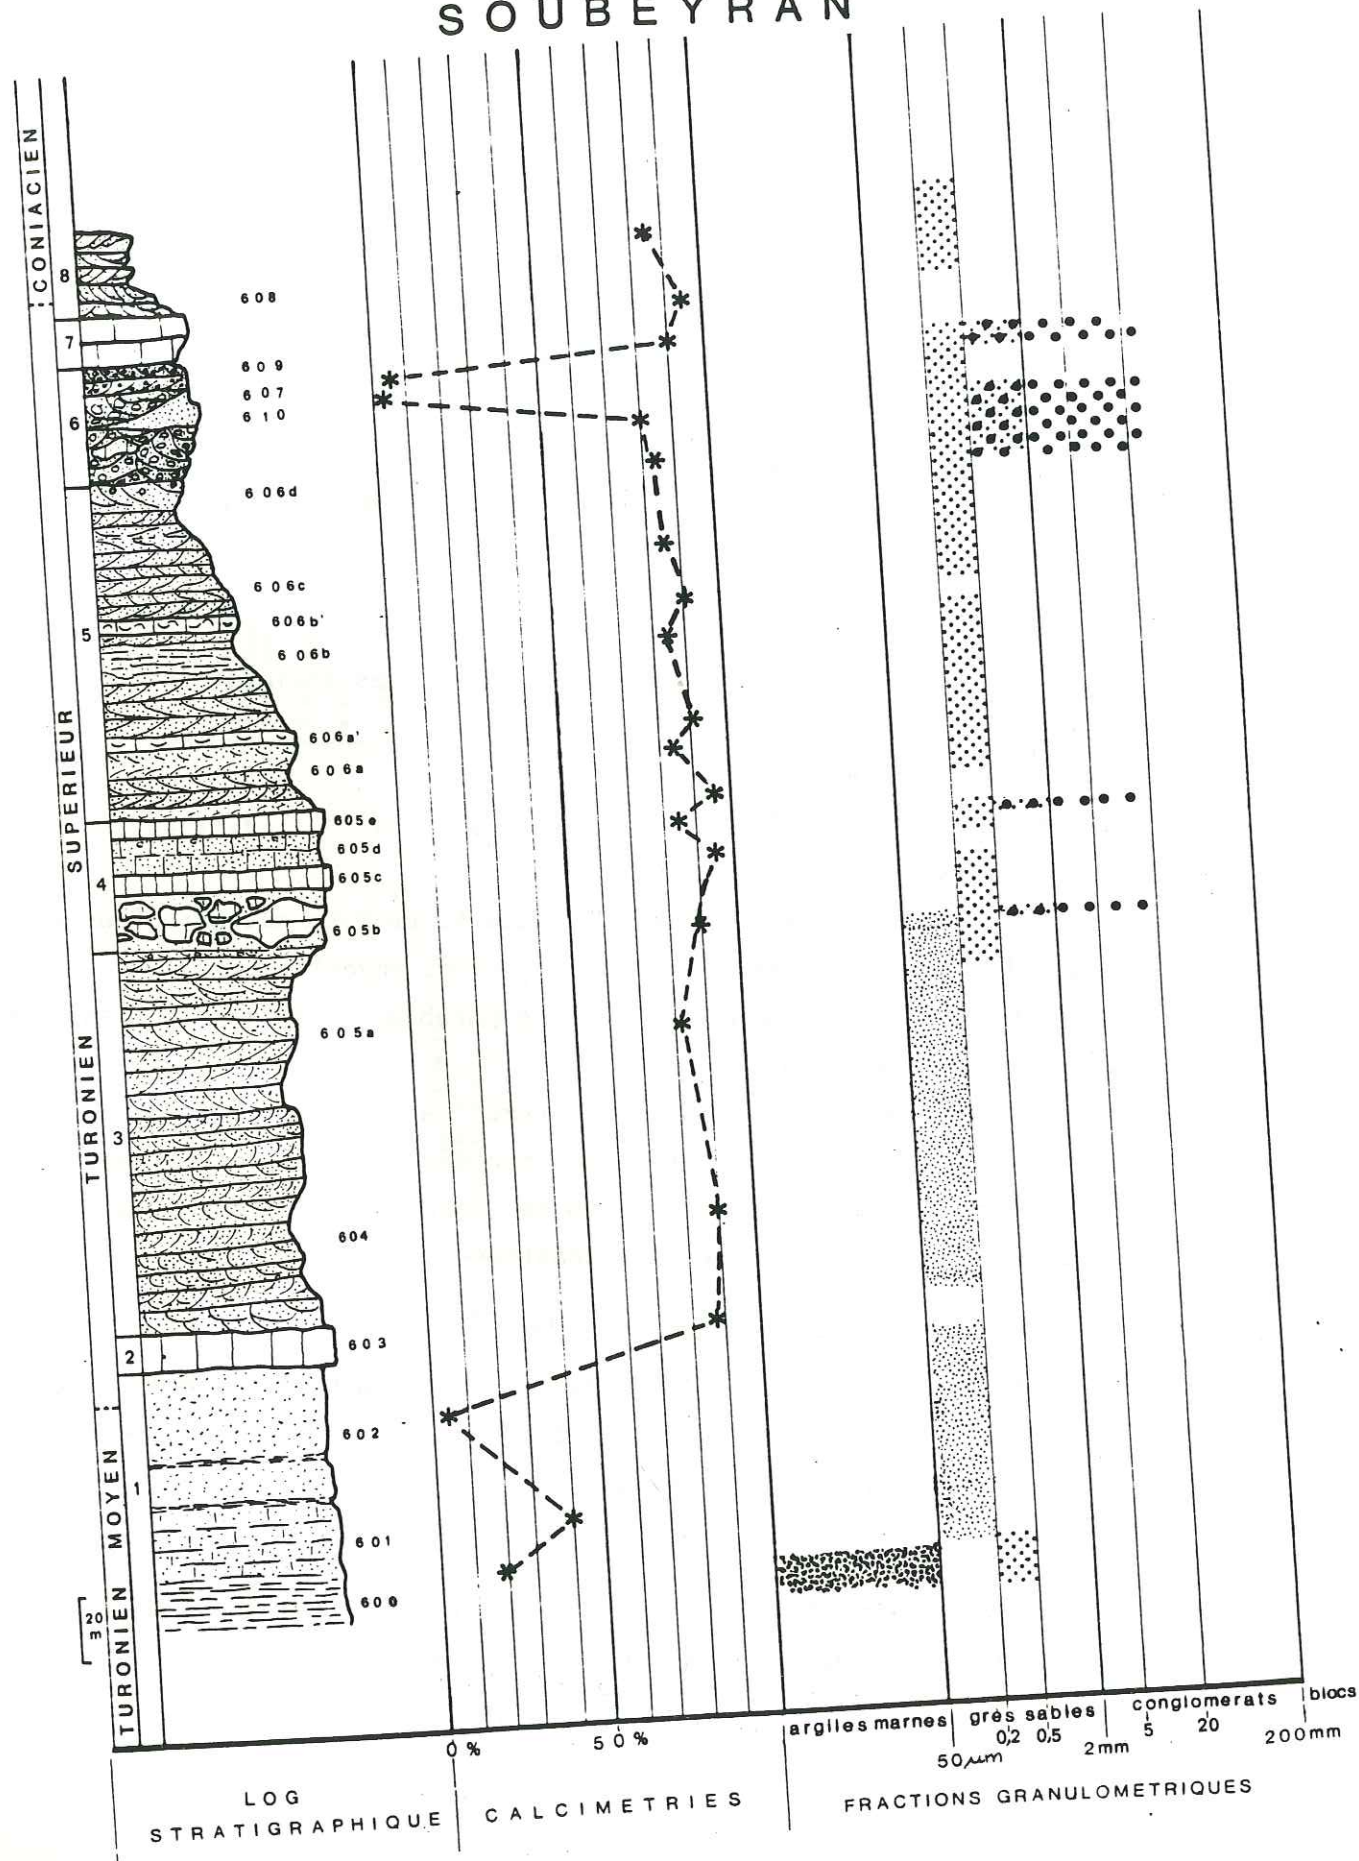 SOUBEYRAN
CONIACIEN
SUPERIEUR
TURONIEN
TURONIEN MOYEN
8
7
6
5
4
3
2
1
608
609
607
610
606d
606c
606b'
606b
606a'
606a
605e
605d
605c
605b
605a
604
603
602
601
600
20
m
0 %
50 %
argiles marnes
grès sables
conglomerats
blocs
50 µm
0,2
0,5
2mm
5
20
200mm
LOG
STRATIGRAPHIQUE
CALCIMETRIES
FRACTIONS GRANULOMETRIQUES